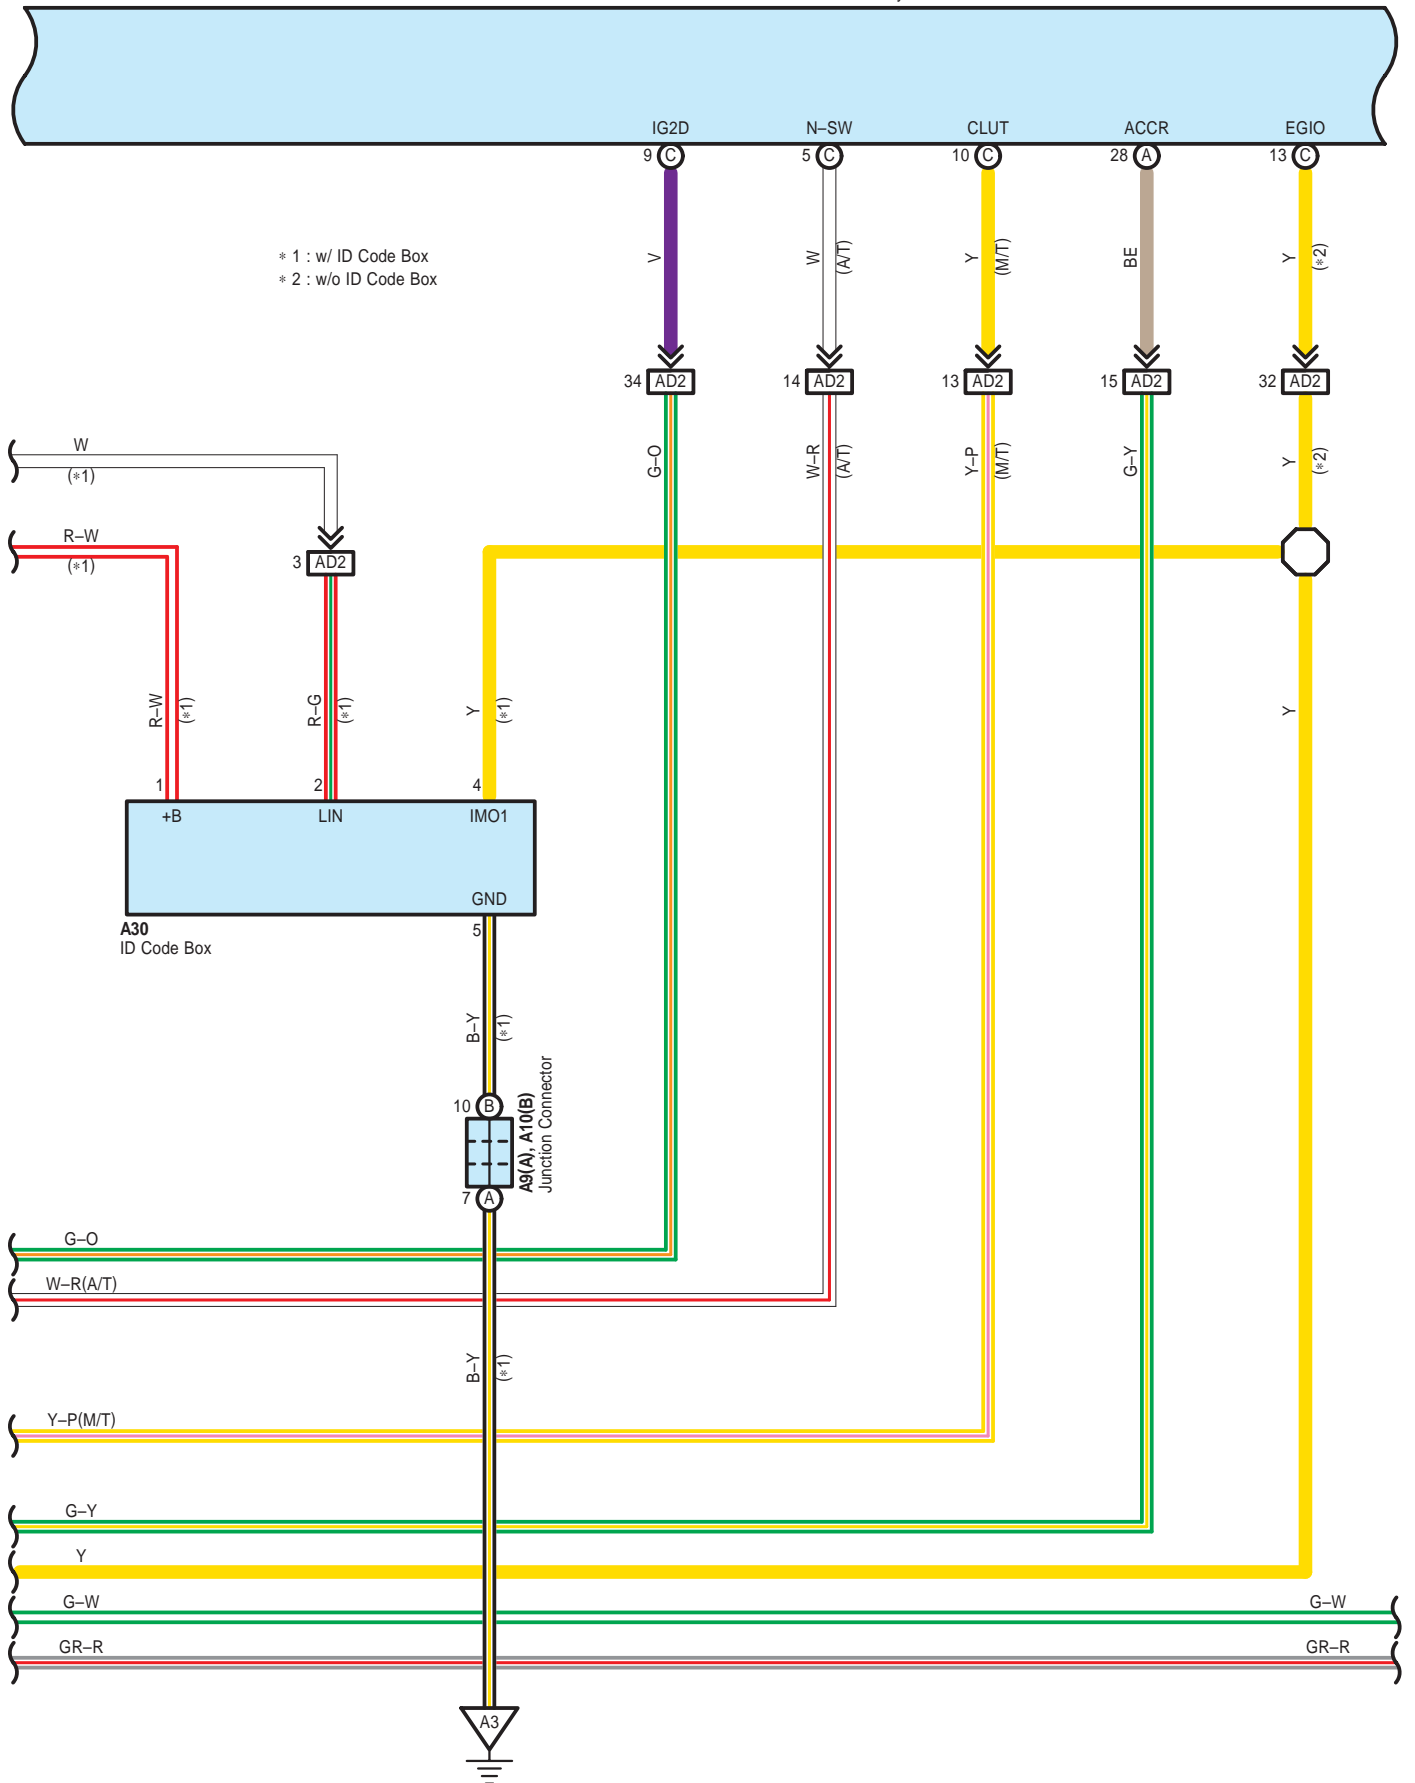 IG2D N–SW CLUT ACCR EGIO
9 C 5 C 10 C 28 A 13 C
∗ 1 : w/ ID Code Box
∗ 2 : w/o ID Code Box
V W (A/T) Y (M/T) BE Y (∗2)
34 AD2 14 AD2 13 AD2 15 AD2 32 AD2
W
(∗1)
G–O W–R (A/T) Y–P (M/T) G–Y Y (∗2)
R–W
(∗1)
3 AD2
R–W (∗1) R–G (∗1) Y (∗1) Y
1 2 4
+B LIN IMO1
GND
A30
ID Code Box
5
B–Y (∗1)
10 B
A9(A), A10(B)
Junction Connector
7 A
G–O
W–R(A/T)
B–Y (∗1)
Y–P(M/T)
G–Y
Y
G–W G–W
GR–R GR–R
A3